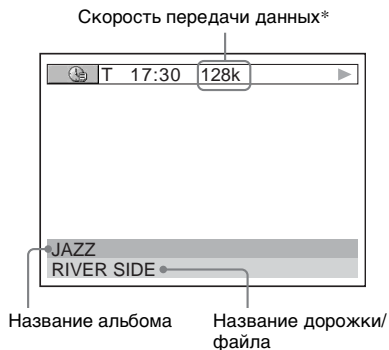 Скорость передачи данных*
T 17:30 128k
JAZZ
RIVER SIDE
Название альбома
Название дорожки/
файла